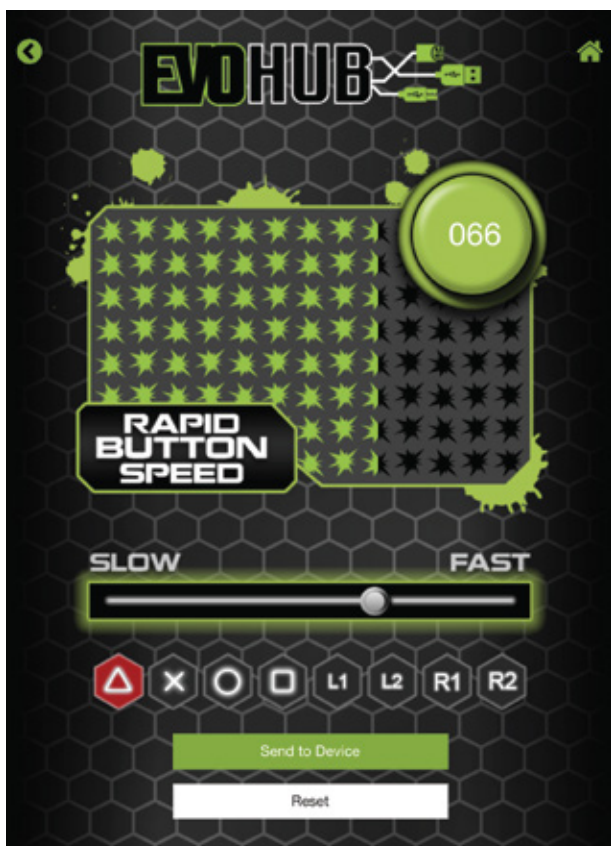 EVOHUB
066
RAPID
BUTTON
SPEED
SLOW FAST
L1 L2 R1 R2
Send to Device
Reset